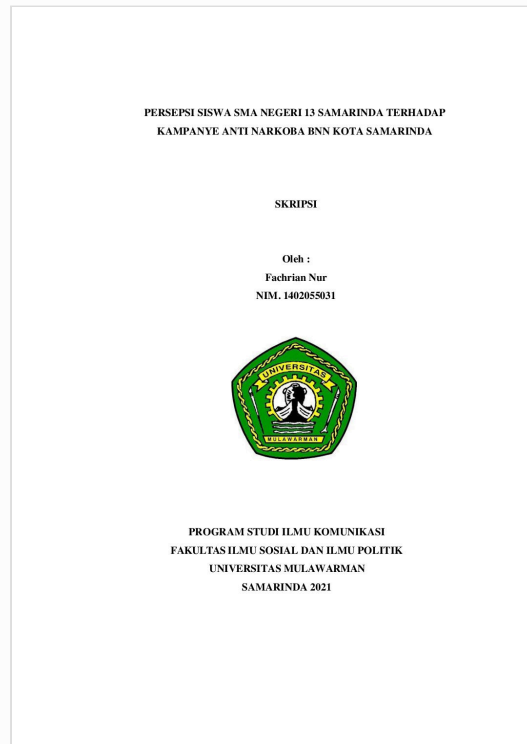 PERSEPSI SISWA SMA NEGERI 13 SAMARINDA TERHADAP
KAMPANYE ANTI NARKOBA BNN KOTA SAMARINDA
SKRIPSI
Oleh :
Fachrian Nur
NIM. 1402055031
UNIVERSITAS
MULAWARMAN
PROGRAM STUDI ILMU KOMUNIKASI
FAKULTAS ILMU SOSIAL DAN ILMU POLITIK
UNIVERSITAS MULAWARMAN
SAMARINDA 2021